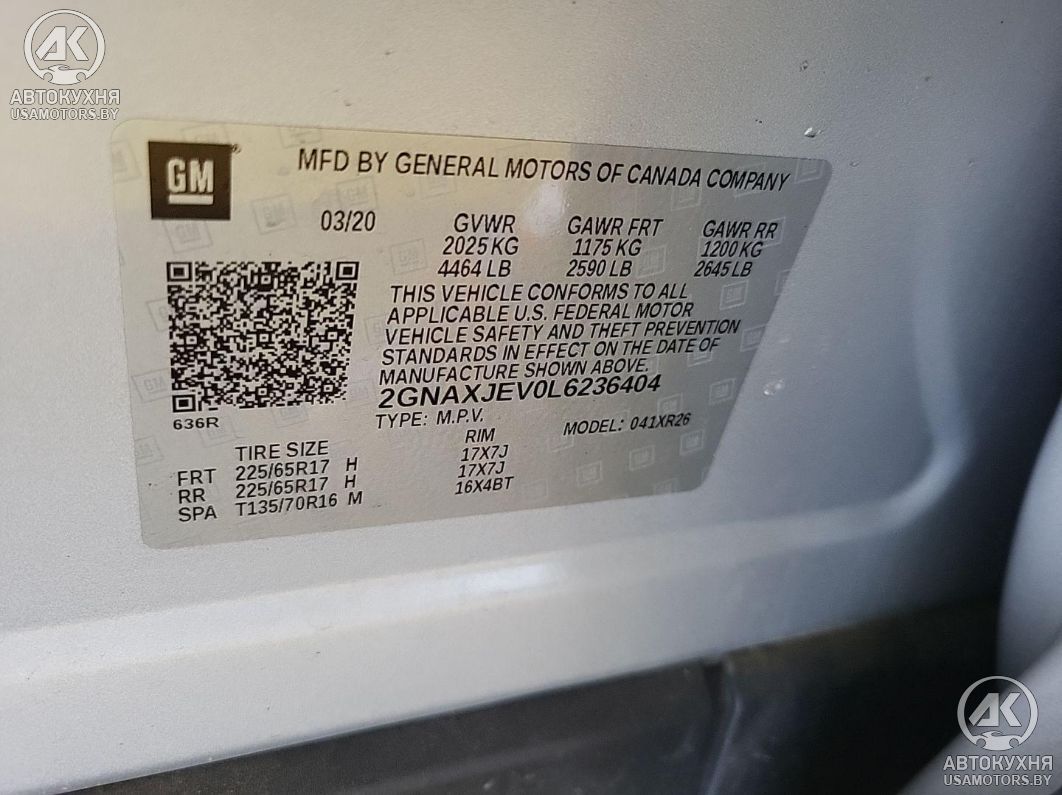 AK
АВТОКУХНЯ
USAMOTORS.BY
GM
MFD BY GENERAL MOTORS OF CANADA COMPANY
03/20 GVWR GAWR FRT GAWR RR
2025 KG 1175 KG 1200 KG
4464 LB 2590 LB 2645 LB
THIS VEHICLE CONFORMS TO ALL
APPLICABLE U.S. FEDERAL MOTOR
VEHICLE SAFETY AND THEFT PREVENTION
STANDARDS IN EFFECT ON THE DATE OF
MANUFACTURE SHOWN ABOVE.
2GNAXJEV0L6236404
636R TYPE: M.P.V. MODEL: 041XR26
TIRE SIZE RIM
FRT 225/65R17 H 17X7J
RR 225/65R17 H 17X7J
SPA T135/70R16 M 16X4BT
AK
АВТОКУХНЯ
USAMOTORS.BY